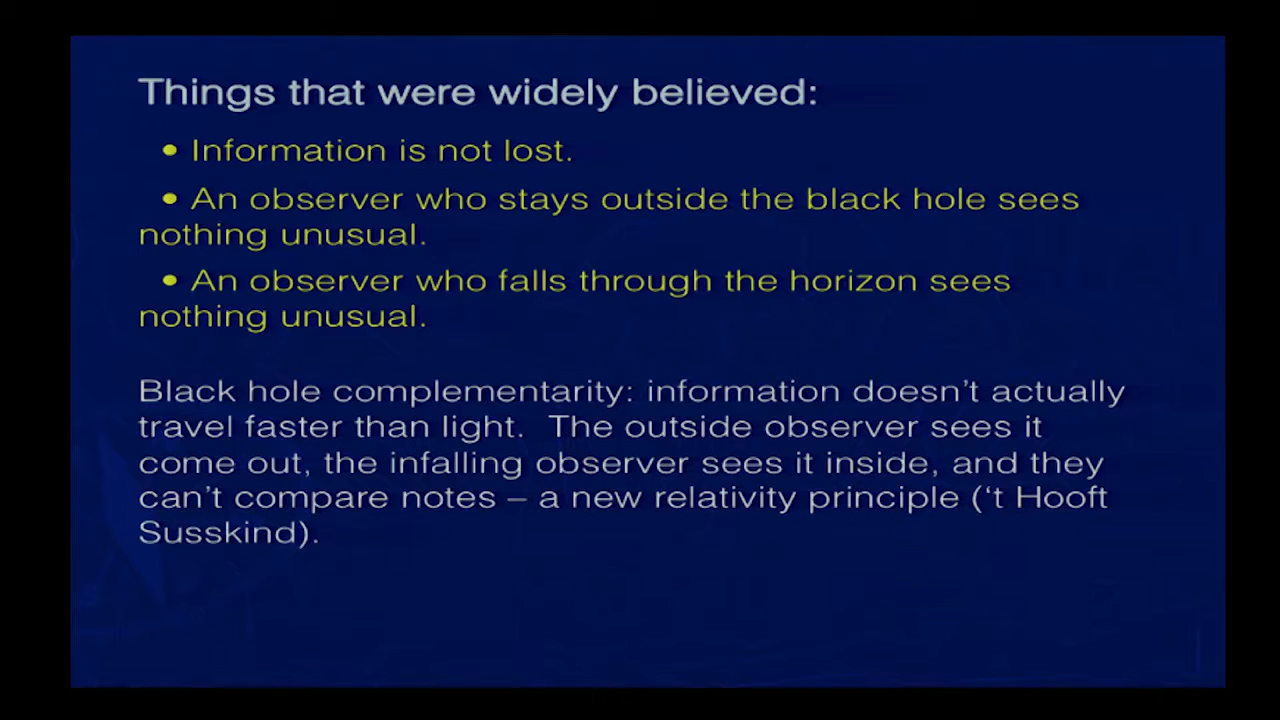 Things that were widely believed:
• Information is not lost.
• An observer who stays outside the black hole sees
nothing unusual.
• An observer who falls through the horizon sees
nothing unusual.
Black hole complementarity: information doesn’t actually
travel faster than light.  The outside observer sees it
come out, the infalling observer sees it inside, and they
can’t compare notes – a new relativity principle (‘t Hooft
Susskind).